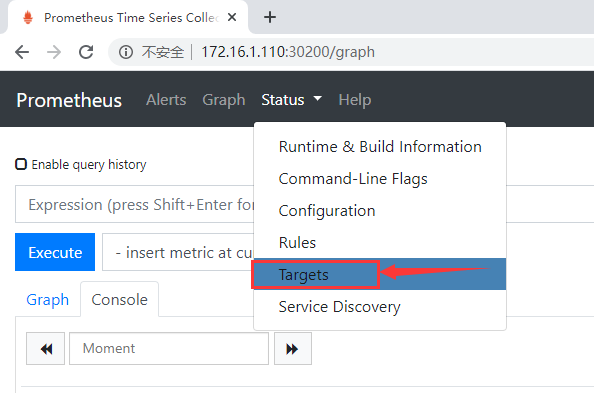 Prometheus Time Series Collec
不安全 172.16.1.110:30200/graph
Prometheus Alerts Graph Status Help
Runtime & Build Information
Enable query history
Command-Line Flags
Expression (press Shift+Enter for
Configuration
Execute - insert metric at cu
Rules
Targets
Graph Console
Service Discovery
Moment